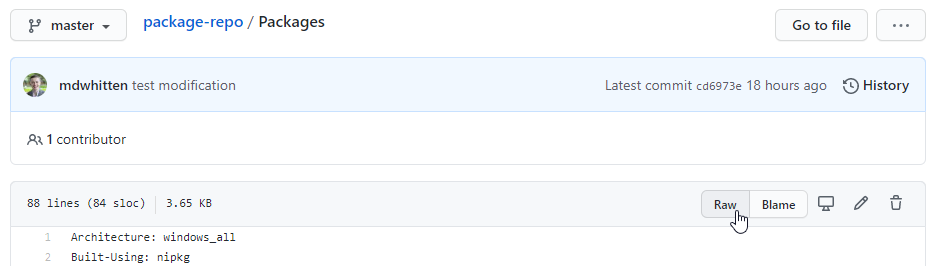 master package-repo / Packages Go to file ...
mdwhitten test modification Latest commit cd6973e 18 hours ago History
1 contributor
88 lines (84 sloc) 3.65 KB Raw Blame
1 Architecture: windows_all
2 Built-Using: nipkg